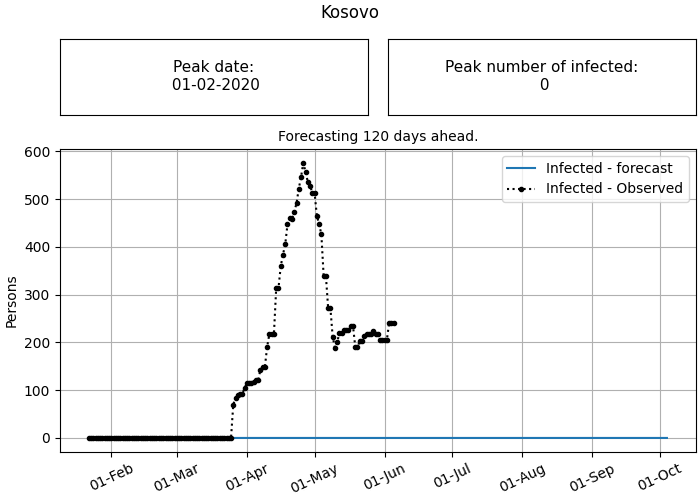 Kosovo
Peak date:
01-02-2020
Peak number of infected:
0
Forecasting 120 days ahead.
Infected - forecast
Infected - Observed
Persons
600
500
400
300
200
100
0
01-Feb
01-Mar
01-Apr
01-May
01-Jun
01-Jul
01-Aug
01-Sep
01-Oct